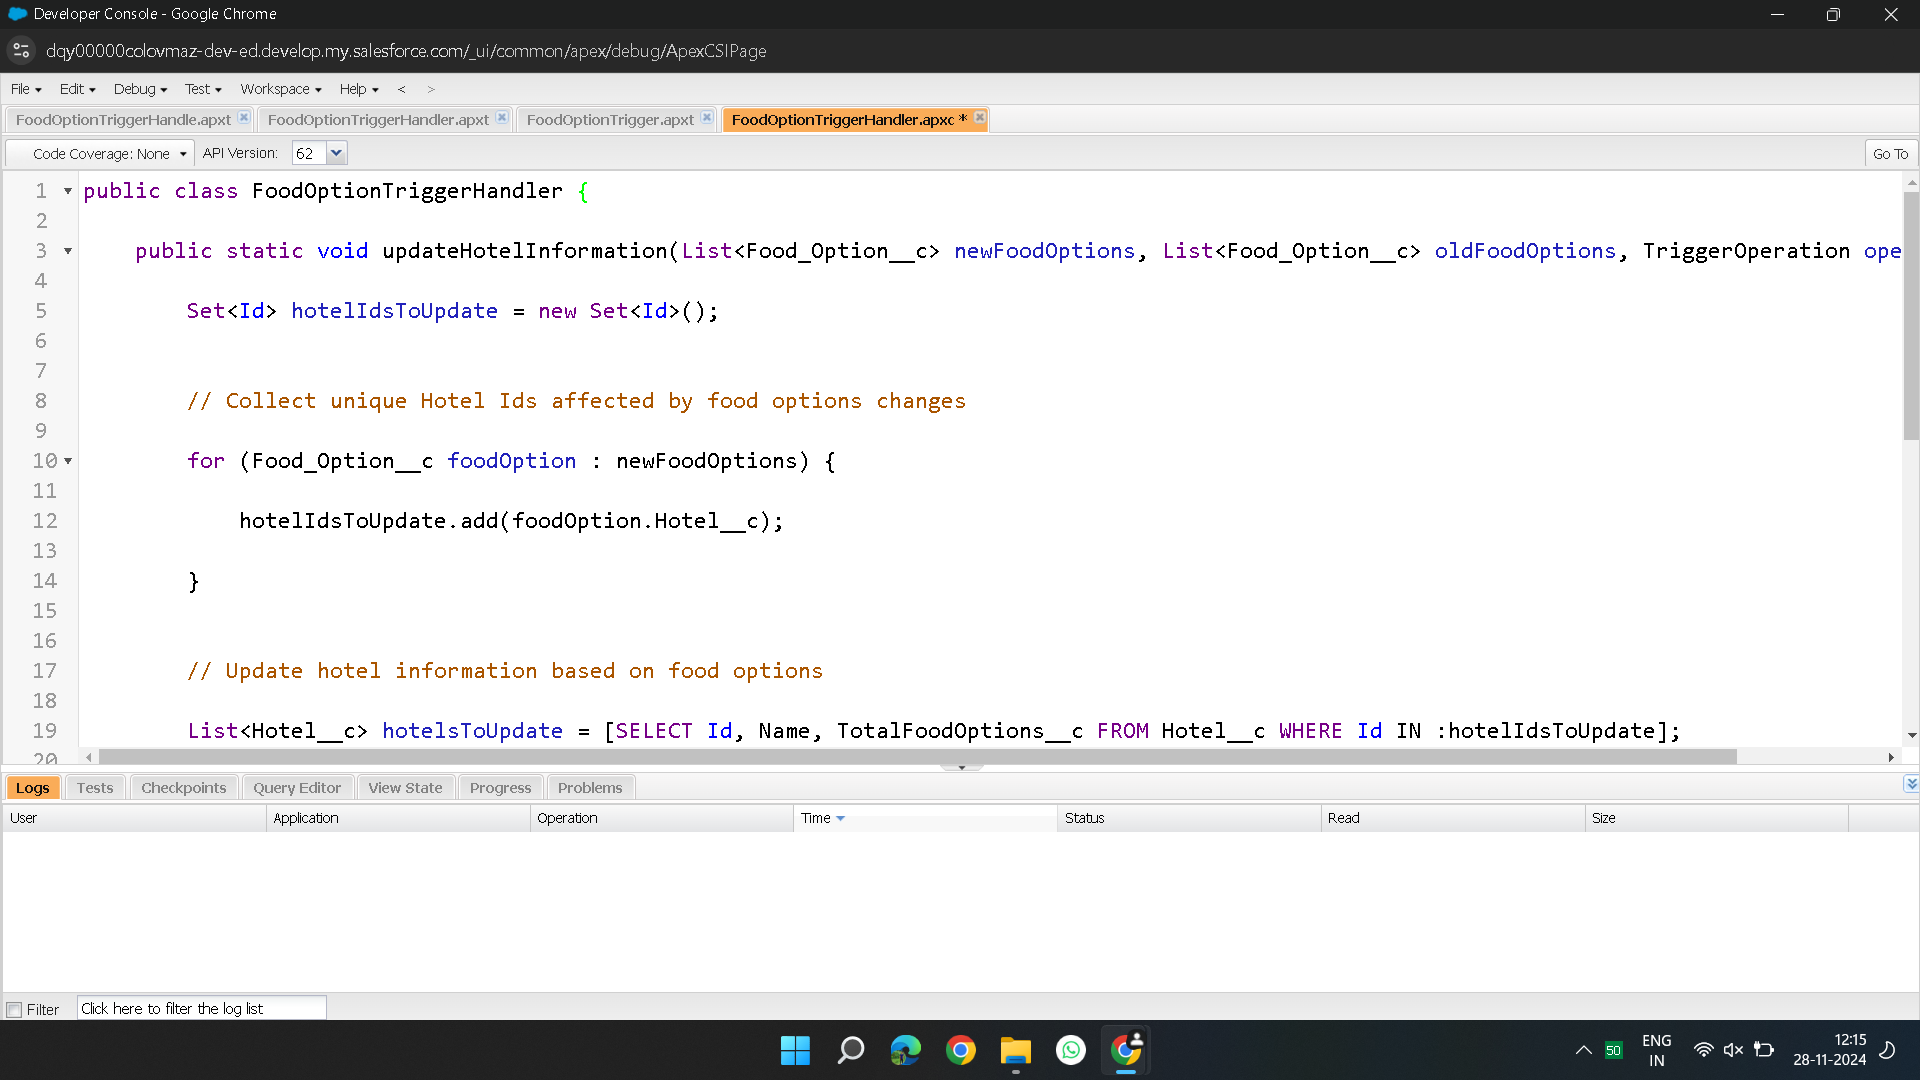 Developer Console - Google Chrome
dqy00000colovmaz-dev-ed.develop.my.salesforce.com/_ui/common/apex/debug/ApexCSIPage
File Edit Debug Test Workspace Help < >
FoodOptionTriggerHandle.apxt FoodOptionTriggerHandler.apxt FoodOptionTrigger.apxt FoodOptionTriggerHandler.apxc *
Code Coverage: None API Version: 62 Go To
1 public class FoodOptionTriggerHandler {
2
3 public static void updateHotelInformation(List<Food_Option__c> newFoodOptions, List<Food_Option__c> oldFoodOptions, TriggerOperation ope
4
5 Set<Id> hotelIdsToUpdate = new Set<Id>();
6
7
8 // Collect unique Hotel Ids affected by food options changes
9
10 for (Food_Option__c foodOption : newFoodOptions) {
11
12 hotelIdsToUpdate.add(foodOption.Hotel__c);
13
14 }
15
16
17 // Update hotel information based on food options
18
19 List<Hotel__c> hotelsToUpdate = [SELECT Id, Name, TotalFoodOptions__c FROM Hotel__c WHERE Id IN :hotelIdsToUpdate];
20
Logs Tests Checkpoints Query Editor View State Progress Problems
User Application Operation Time Status Read Size
Filter Click here to filter the log list
50 ENG 12:15
IN 28-11-2024